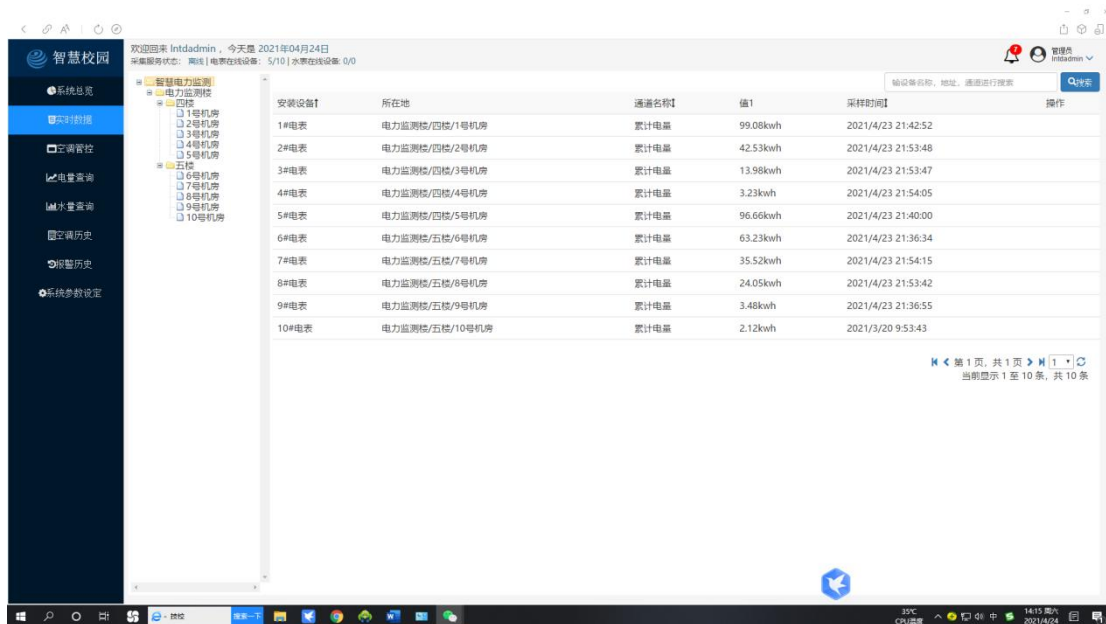 智慧校园
欢迎回来 lntdadmin , 今天是 2021年04月24日
采集服务状态: 离线 | 电表在线设备: 5/10 | 水表在线设备: 0/0
7
管理员
lntdadmin
系统总览
实时数据
空调管控
电量查询
水量查询
空调历史
报警历史
系统参数设定
智慧电力监测
电力监测楼
四楼
1号机房
2号机房
3号机房
4号机房
5号机房
五楼
6号机房
7号机房
8号机房
9号机房
10号机房
输设备名称, 地址, 通道进行搜索 搜索
安装设备 所在地 通道名称 值1 采样时间 操作
1#电表 电力监测楼/四楼/1号机房 累计电量 99.08kwh 2021/4/23 21:42:52
2#电表 电力监测楼/四楼/2号机房 累计电量 42.53kwh 2021/4/23 21:53:48
3#电表 电力监测楼/四楼/3号机房 累计电量 13.98kwh 2021/4/23 21:53:47
4#电表 电力监测楼/四楼/4号机房 累计电量 3.23kwh 2021/4/23 21:54:05
5#电表 电力监测楼/四楼/5号机房 累计电量 96.66kwh 2021/4/23 21:40:00
6#电表 电力监测楼/五楼/6号机房 累计电量 63.23kwh 2021/4/23 21:36:34
7#电表 电力监测楼/五楼/7号机房 累计电量 35.52kwh 2021/4/23 21:54:15
8#电表 电力监测楼/五楼/8号机房 累计电量 24.05kwh 2021/4/23 21:53:42
9#电表 电力监测楼/五楼/9号机房 累计电量 3.48kwh 2021/4/23 21:36:55
10#电表 电力监测楼/五楼/10号机房 累计电量 2.12kwh 2021/3/20 9:53:43
第 1 页, 共 1 页 1
当前显示 1 至 10 条, 共 10 条
搜索一下
35℃
CPU温度
中
14:15 周六
2021/4/24